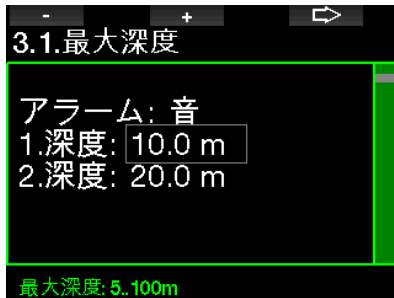 - + ⇨
3.1.最大深度
アラーム: 音
1.深度: 10.0 m
2.深度: 20.0 m
最大深度: 5..100m